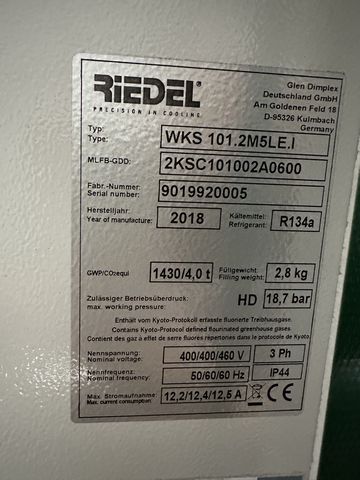 RIEDEL®
PRECISION IN COOLING
Glen Dimplex
Deutschland GmbH
Am Goldenen Feld 18
D-95326 Kulmbach
Germany
Typ:
Type: WKS 101.2M5LE.I
MLFB-GDD: 2KSC101002A0600
Fabr.-Nummer:
Serial number: 9019920005
Herstelljahr:
Year of manufacture: 2018
Kältemittel:
Refrigerant: R134a
GWP/CO2equi 1430/4,0 t
Füllgewicht:
Filling weight: 2,8 kg
Zulässiger Betriebsüberdruck:
max. working pressure: HD 18,7 bar
Enthält vom Kyoto-Protokoll erfasste fluorierte Treibhausgase.
Contains Kyoto-Protocol defined flourinated greenhouse gases.
Contient des gaz à effet de serre fluorés repertories dans le protocole de Kyoto.
Nennspannung:
Nominal voltage: 400/400/460 V 3 Ph
Nennfrequenz:
Nominal frequency: 50/60/60 Hz IP44
Max. Stromaufnahme:
Max. current consumption: 12,2/12,4/12,5 A CE